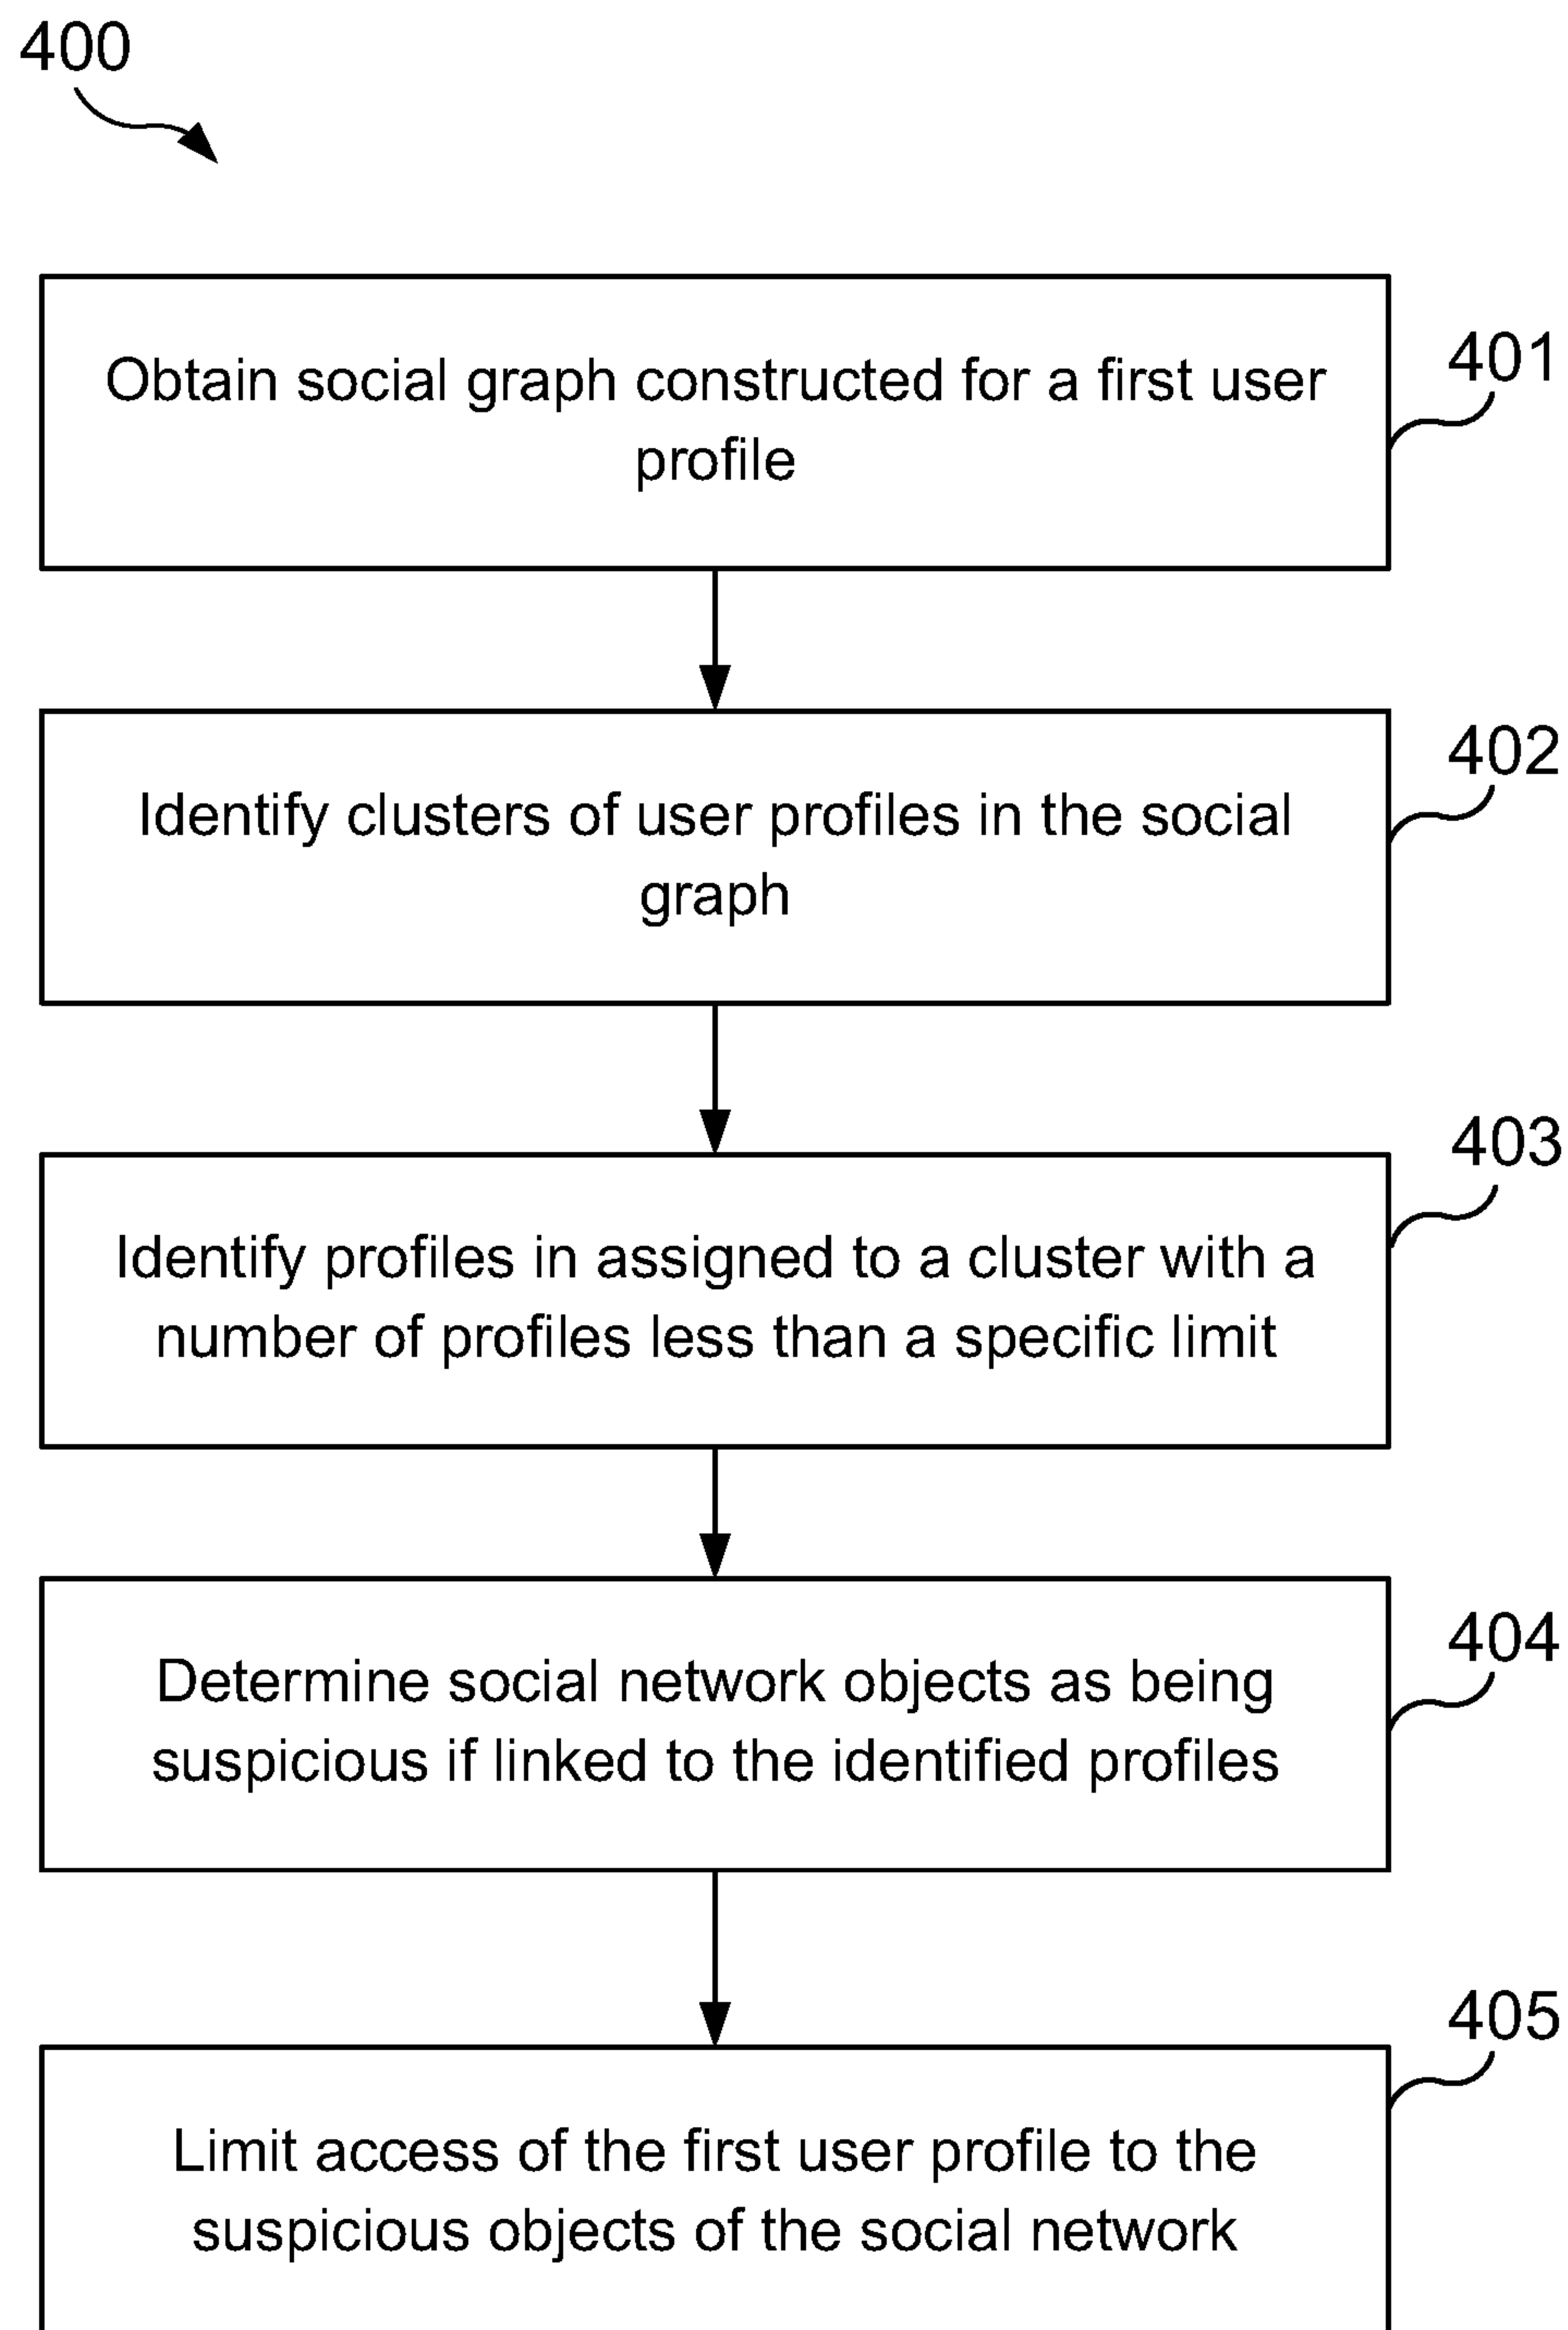 400
Obtain social graph constructed for a first user
profile
401
Identify clusters of user profiles in the social
graph
402
Identify profiles in assigned to a cluster with a
number of profiles less than a specific limit
403
Determine social network objects as being
suspicious if linked to the identified profiles
404
Limit access of the first user profile to the
suspicious objects of the social network
405